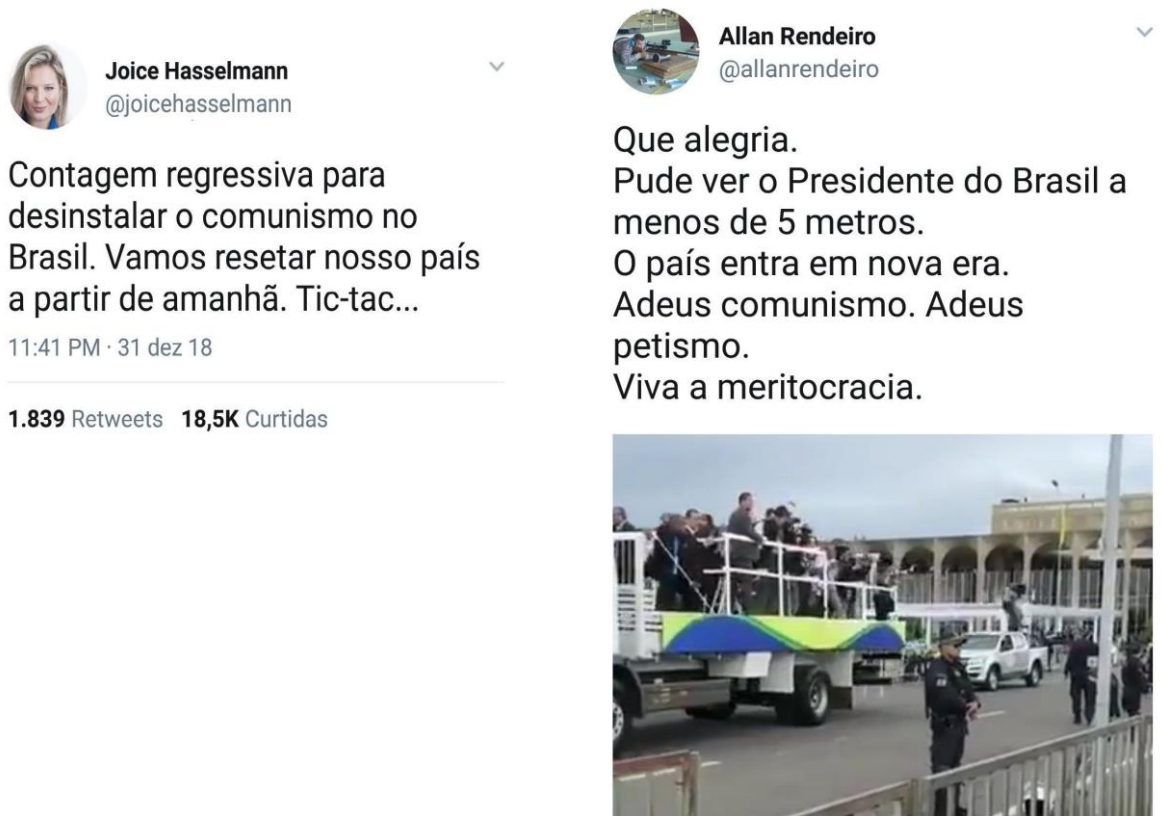 Joice Hasselmann
@joicehasselmann
Contagem regressiva para
desinstalar o comunismo no
Brasil. Vamos resetar nosso país
a partir de amanhã. Tic-tac...
11:41 PM · 31 dez 18
1.839 Retweets 18,5K Curtidas
Allan Rendeiro
@allanrendeiro
Que alegria.
Pude ver o Presidente do Brasil a
menos de 5 metros.
O país entra em nova era.
Adeus comunismo. Adeus
petismo.
Viva a meritocracia.